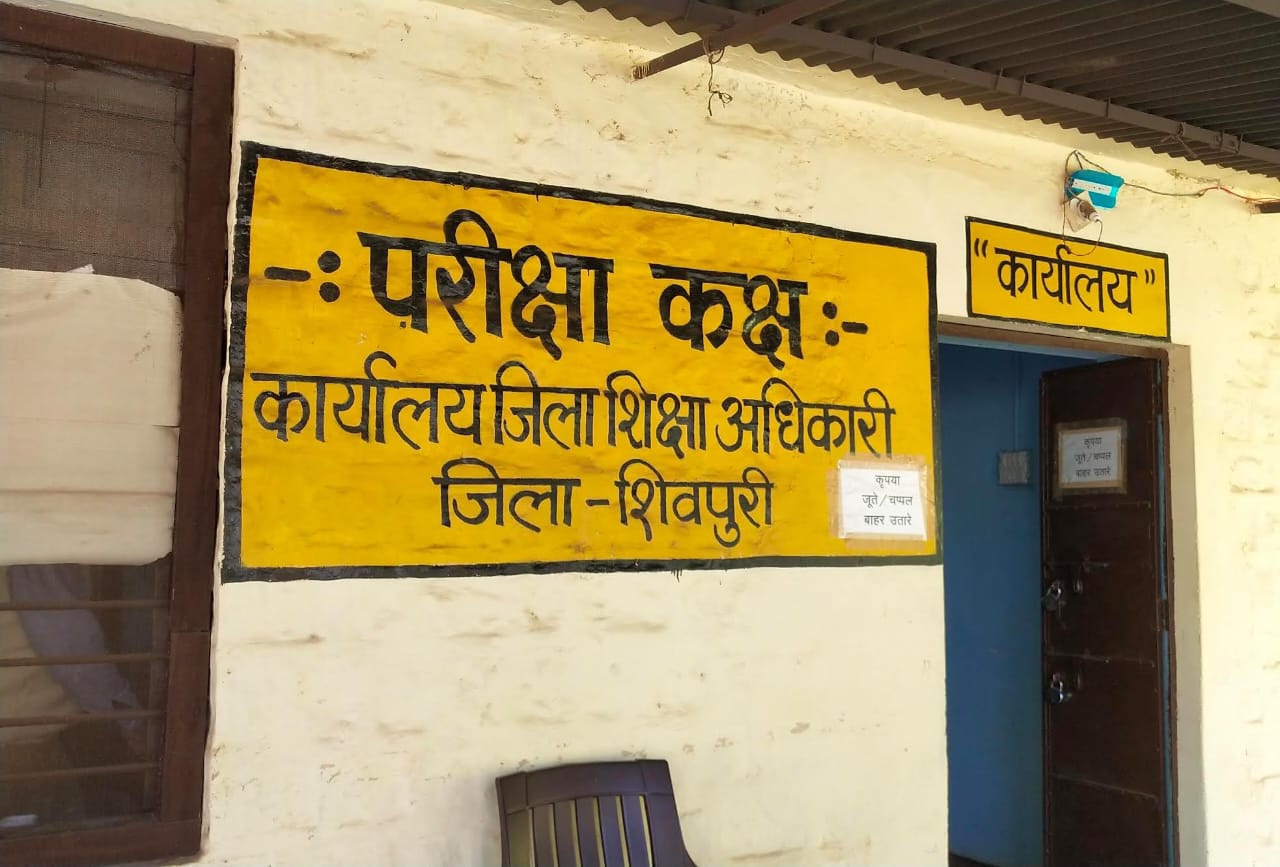 -: परीक्षा कक्ष :-
कार्यालय जिला शिक्षा अधिकारी
जिला - शिवपुरी
कृपया
जूते / चप्पल
बाहर उतारे
"कार्यालय"
कृपया
जूते / चप्पल
बाहर उतारे